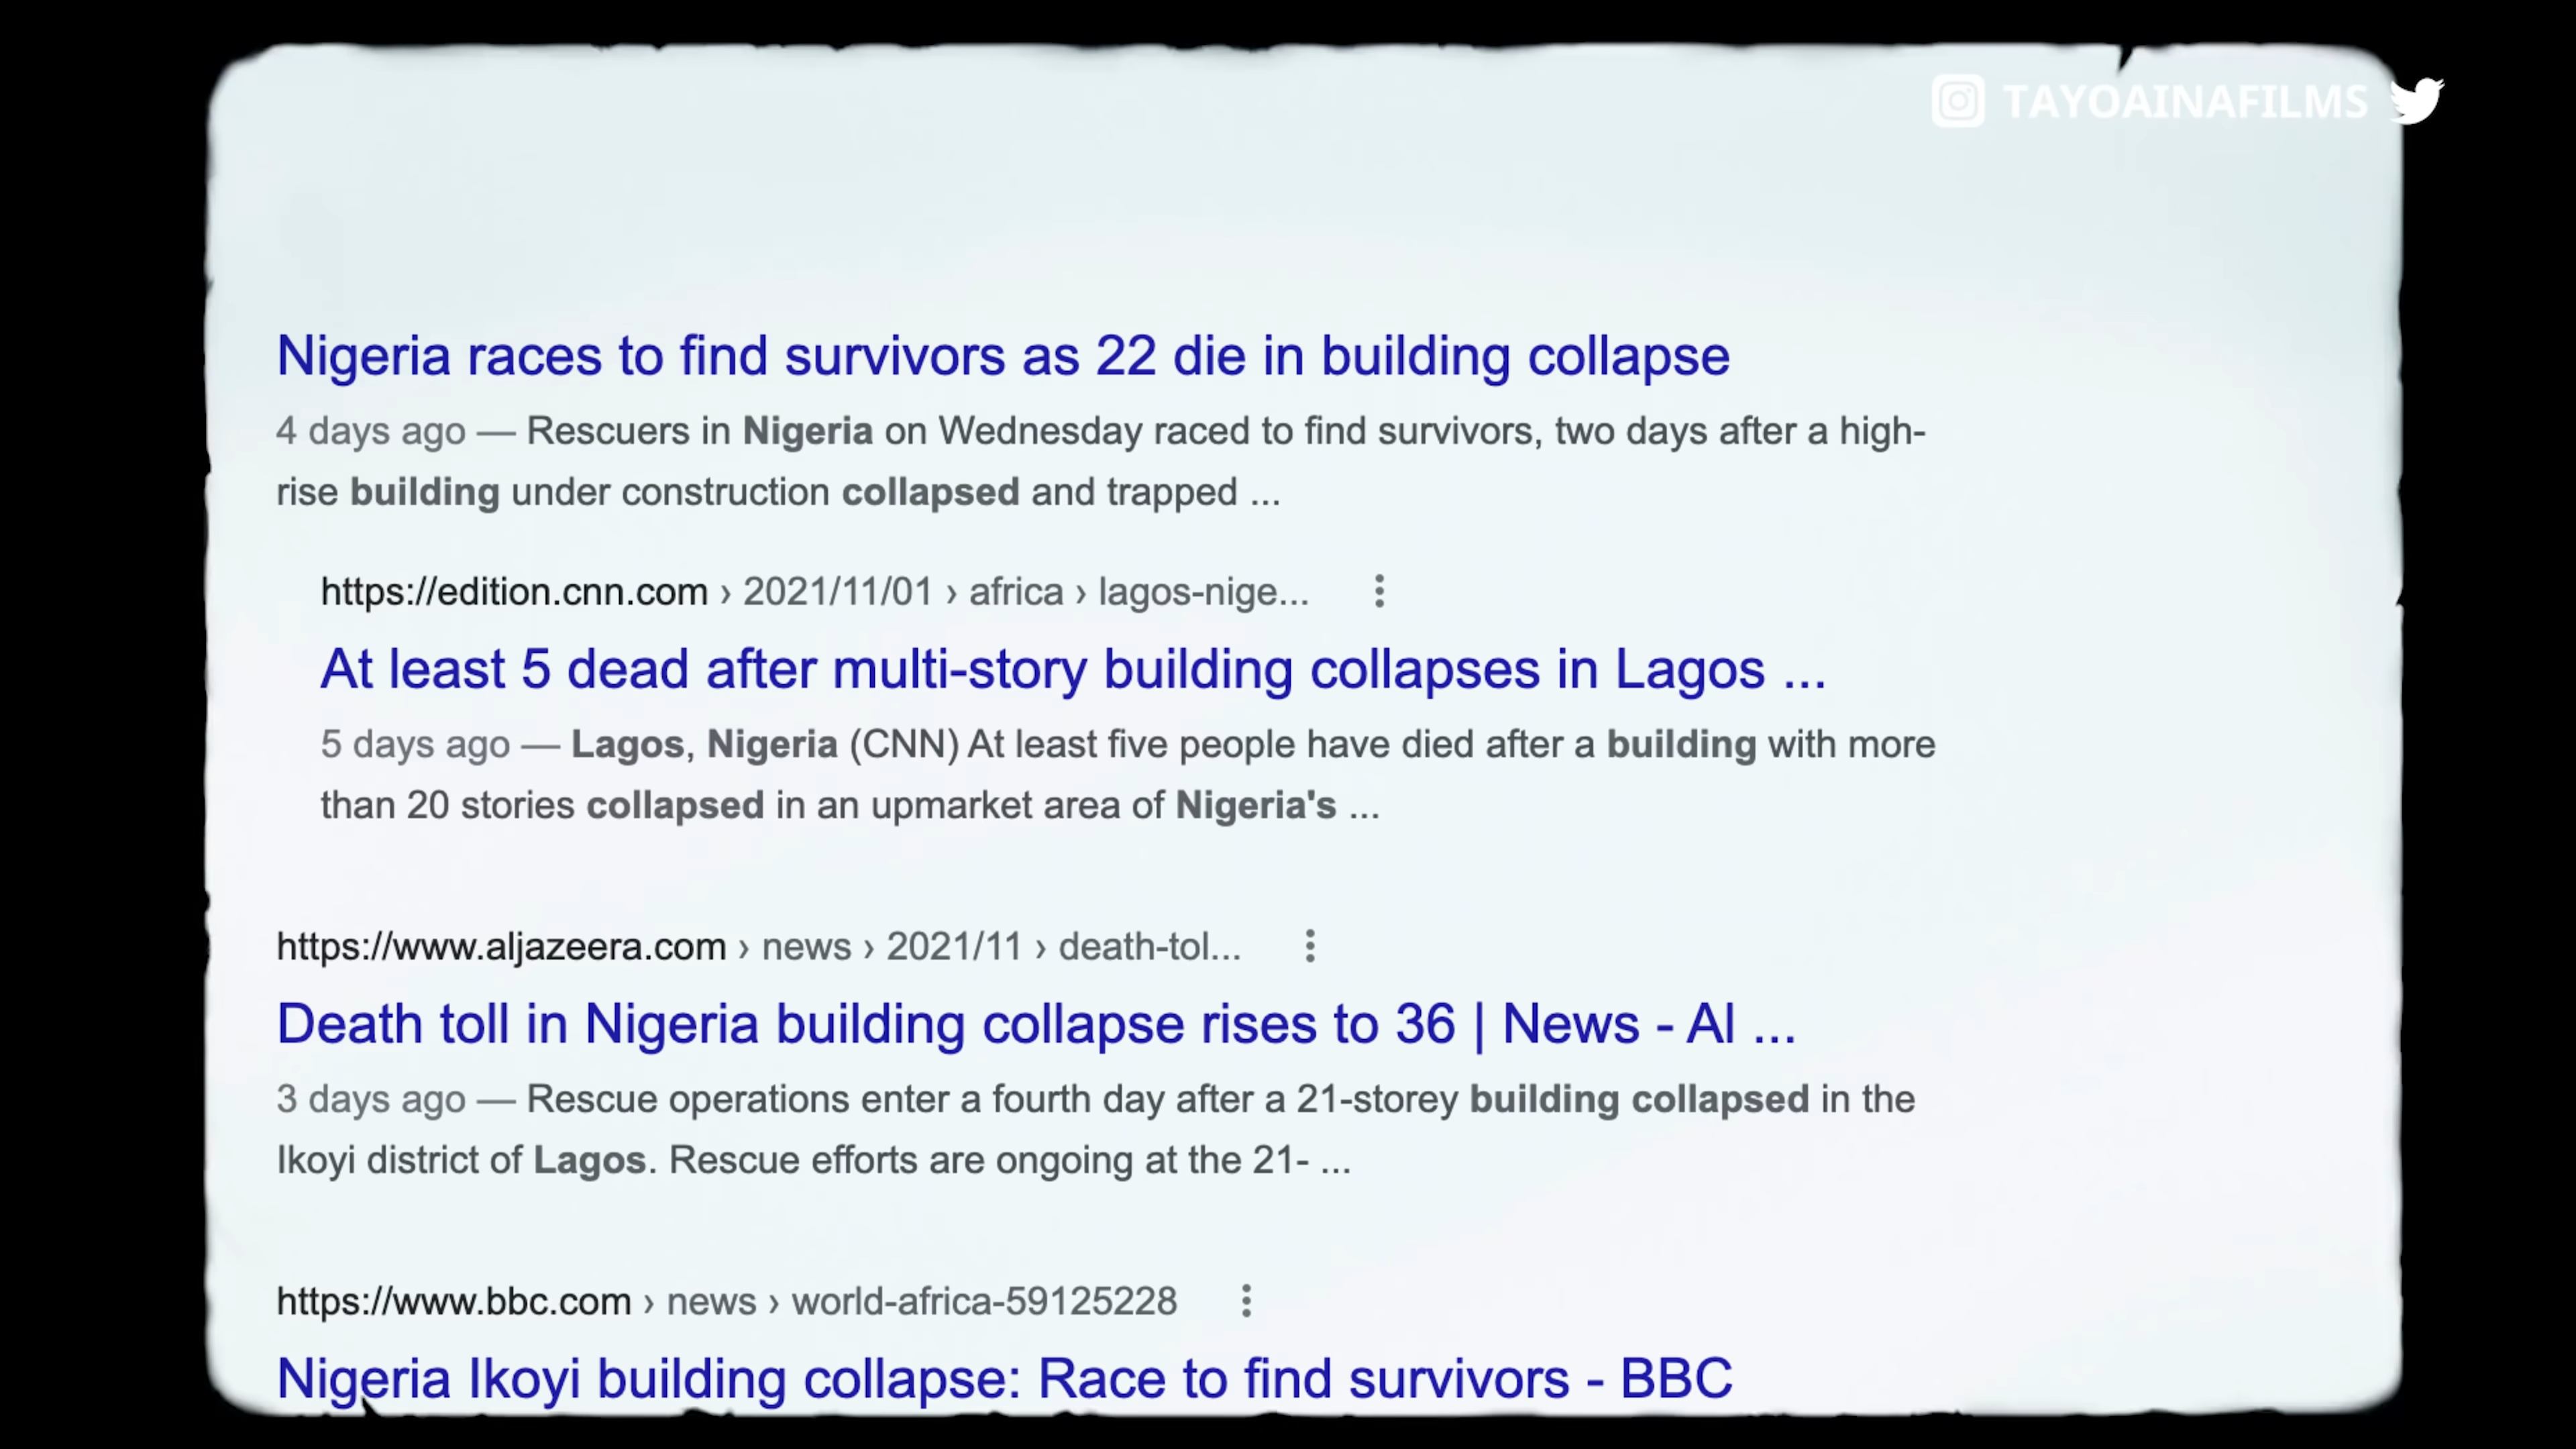 TAYOAINAFILMS
Nigeria races to find survivors as 22 die in building collapse
4 days ago — Rescuers in Nigeria on Wednesday raced to find survivors, two days after a high-
rise building under construction collapsed and trapped ...
https://edition.cnn.com › 2021/11/01 › africa › lagos-nige...
At least 5 dead after multi-story building collapses in Lagos ...
5 days ago — Lagos, Nigeria (CNN) At least five people have died after a building with more
than 20 stories collapsed in an upmarket area of Nigeria's ...
https://www.aljazeera.com › news › 2021/11 › death-tol...
Death toll in Nigeria building collapse rises to 36 | News - Al ...
3 days ago — Rescue operations enter a fourth day after a 21-storey building collapsed in the
Ikoyi district of Lagos. Rescue efforts are ongoing at the 21- ...
https://www.bbc.com › news › world-africa-59125228
Nigeria Ikoyi building collapse: Race to find survivors - BBC